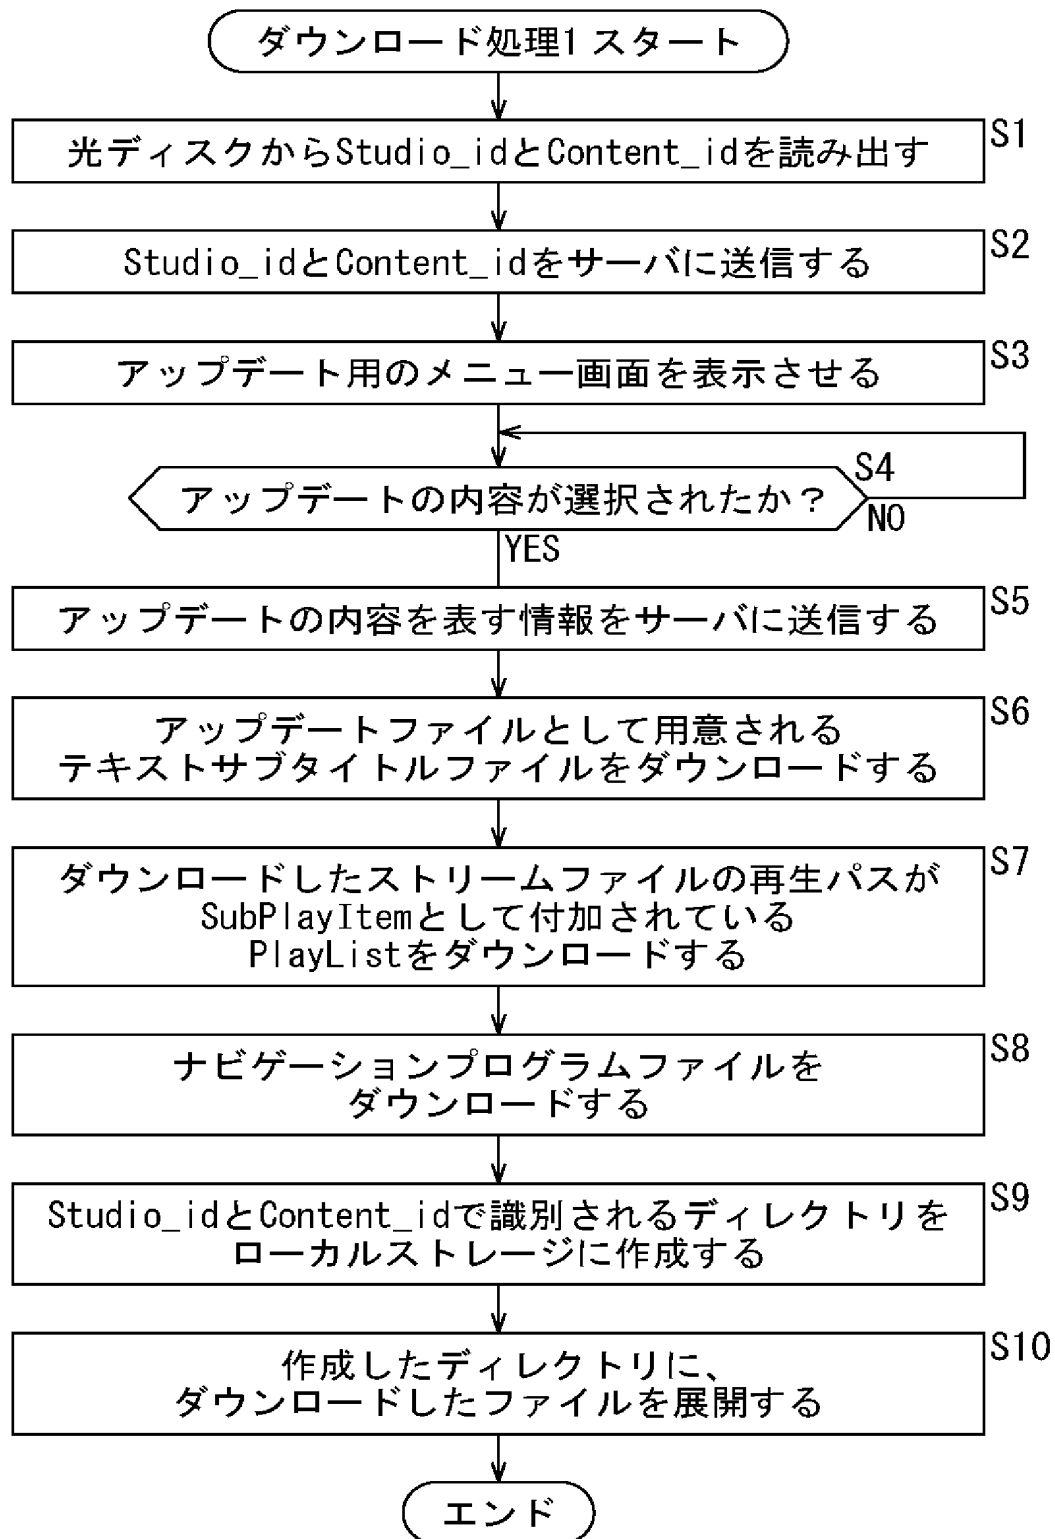 ダウンロード処理1 スタート
光ディスクからStudio_idとContent_idを読み出す
S1
Studio_idとContent_idをサーバに送信する
S2
アップデート用のメニュー画面を表示させる
S3
アップデートの内容が選択されたか？
S4
NO
YES
アップデートの内容を表す情報をサーバに送信する
S5
アップデートファイルとして用意される
テキストサブタイトルファイルをダウンロードする
S6
ダウンロードしたストリームファイルの再生パスが
SubPlayItemとして付加されている
PlayListをダウンロードする
S7
ナビゲーションプログラムファイルを
ダウンロードする
S8
Studio_idとContent_idで識別されるディレクトリを
ローカルストレージに作成する
S9
作成したディレクトリに、
ダウンロードしたファイルを展開する
S10
エンド